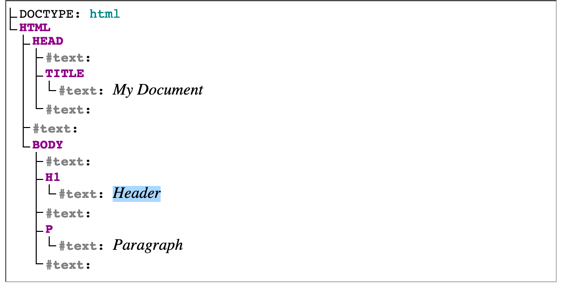 DOCTYPE: html
HTML
HEAD
#text:
TITLE
#text: My Document
#text:
#text:
BODY
#text:
H1
#text: Header
#text:
P
#text: Paragraph
#text: